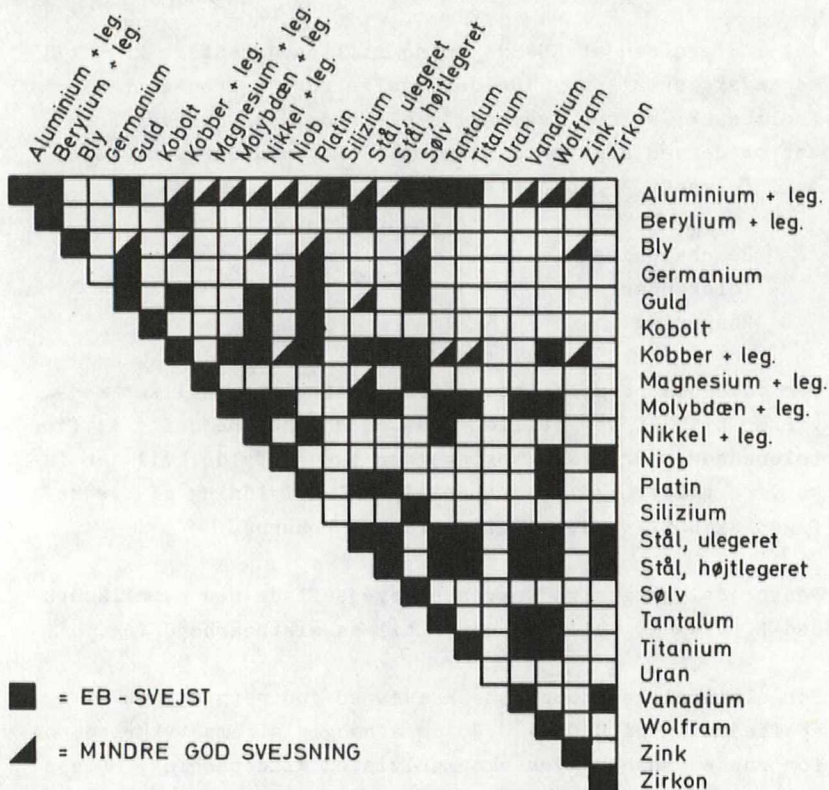 Aluminium + leg.
Berylium + leg.
Bly
Germanium
Guld
Kobolt
Kobber + leg.
Magnesium + leg.
Molybdæn + leg.
Nikkel + leg.
Niob
Platin
Silizium
Stål, ulegeret
Stål, højtlegeret
Sølv
Tantalum
Titanium
Uran
Vanadium
Wolfram
Zink
Zirkon
Aluminium + leg.
Berylium + leg.
Bly
Germanium
Guld
Kobolt
Kobber + leg.
Magnesium + leg.
Molybdæn + leg.
Nikkel + leg.
Niob
Platin
Silizium
Stål, ulegeret
Stål, højtlegeret
Sølv
Tantalum
Titanium
Uran
Vanadium
Wolfram
Zink
Zirkon
= EB - SVEJST
= MINDRE GOD SVEJSNING